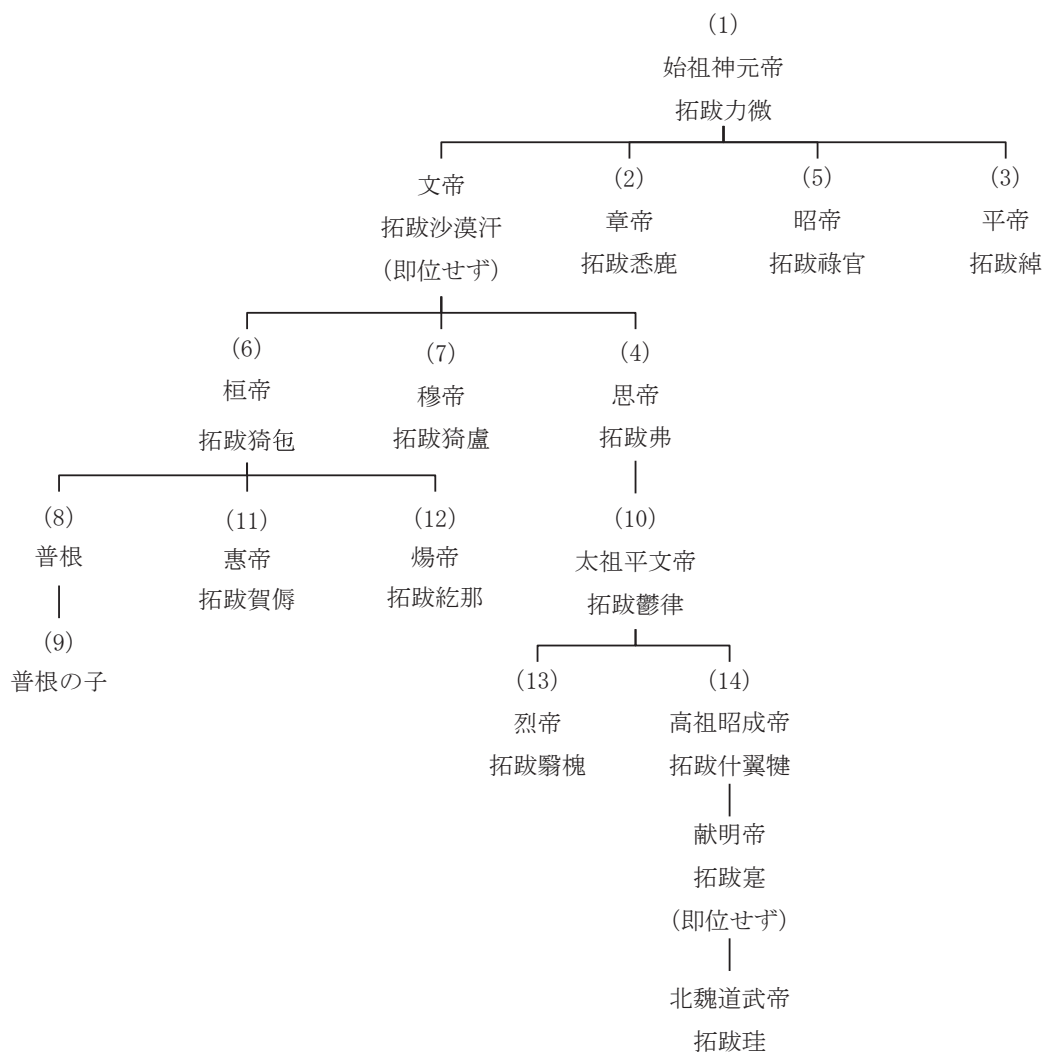 (1)
始祖神元帝
拓跋力微
文帝
拓跋沙漠汗
(即位せず)
(2)
章帝
拓跋悉鹿
(5)
昭帝
拓跋祿官
(3)
平帝
拓跋綽
(6)
桓帝
拓跋猗㐌
(7)
穆帝
拓跋猗盧
(4)
思帝
拓跋弗
(8)
普根
(11)
惠帝
拓跋賀傉
(12)
煬帝
拓跋紇那
(10)
太祖平文帝
拓跋鬱律
(9)
普根の子
(13)
烈帝
拓跋翳槐
(14)
高祖昭成帝
拓跋什翼犍
献明帝
拓跋寔
(即位せず)
北魏道武帝
拓跋珪